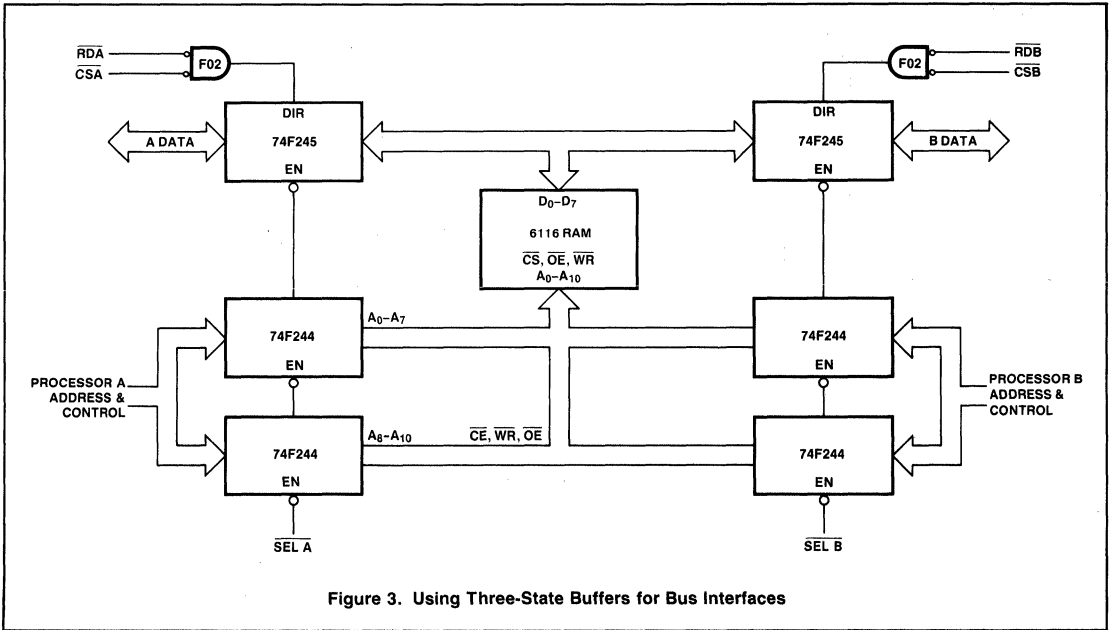 RDA
CSA
F02
F02
RDB
CSB
DIR
74F245
EN
A DATA
DIR
74F245
EN
B DATA
D0–D7
6116 RAM
CS, OE, WR
A0–A10
A0–A7
74F244
EN
74F244
EN
PROCESSOR A
ADDRESS &
CONTROL
PROCESSOR B
ADDRESS &
CONTROL
A8–A10
CE, WR, OE
74F244
EN
74F244
EN
SEL A
SEL B
Figure 3. Using Three-State Buffers for Bus Interfaces